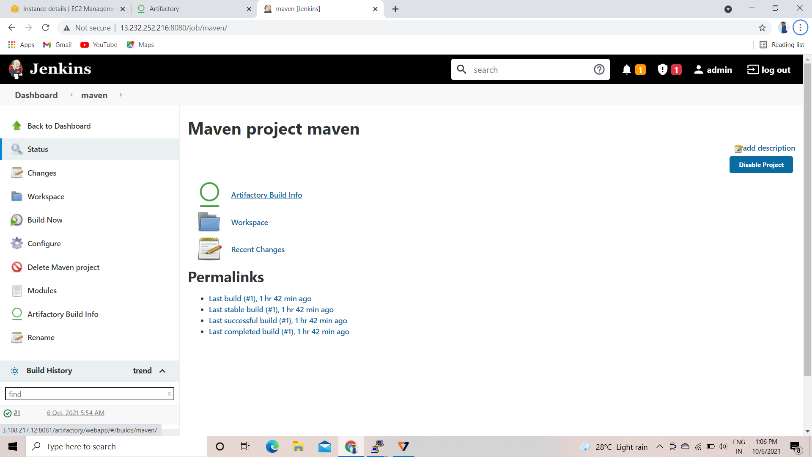 Instance details | EC2 Managem
Artifactory
maven [Jenkins]
Not secure | 13.232.252.216:8080/job/maven/
Apps
Gmail
YouTube
Maps
Reading list
Jenkins
search
1
1
admin
log out
Dashboard
maven
Back to Dashboard
Status
Changes
Workspace
Build Now
Configure
Delete Maven project
Modules
Artifactory Build Info
Rename
Build History
trend
find
x
#1
6 Oct, 2021 5:54 AM
3.108.217.12:8081/artifactory/webapp/#/builds/maven/
Maven project maven
add description
Disable Project
Artifactory Build Info
Workspace
Recent Changes
Permalinks
Last build (#1), 1 hr 42 min ago
Last stable build (#1), 1 hr 42 min ago
Last successful build (#1), 1 hr 42 min ago
Last completed build (#1), 1 hr 42 min ago
Type here to search
28°C Light rain
ENG
IN
1:06 PM
10/6/2021